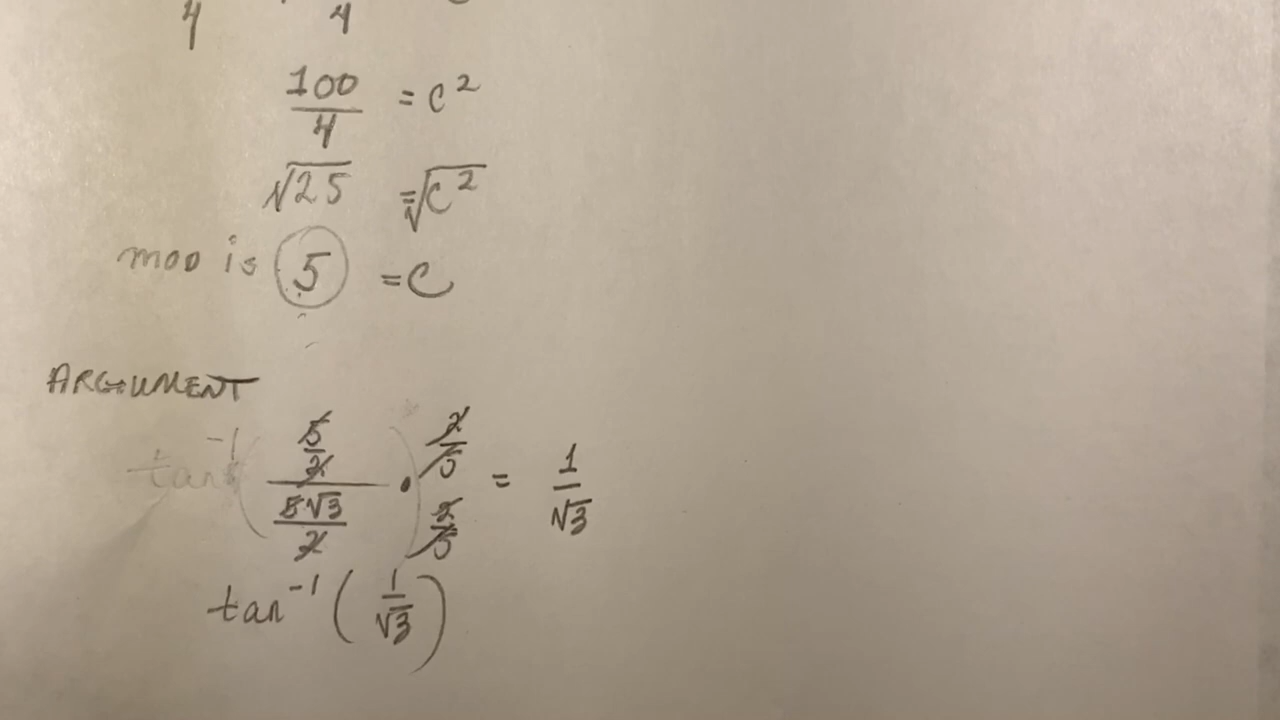 4 4
100/4 = c²
√25 = √c²
mod is 5 = C
ARGUMENT
tan⁻¹( (5/2)/(5√3/2) ) · (2/5)/(2/5) = 1/√3
tan⁻¹(1/√3)